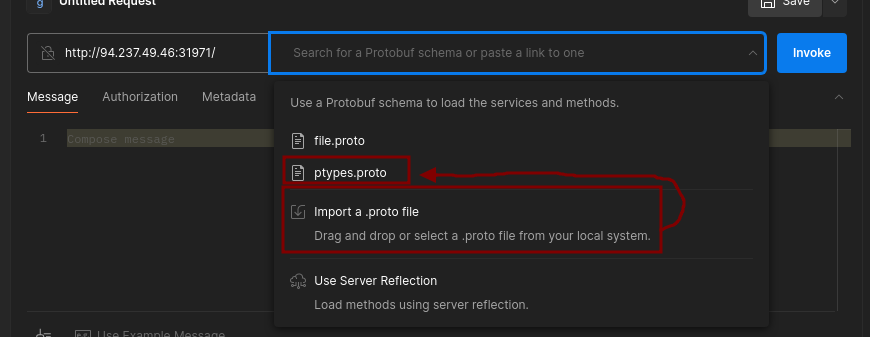 g Untitled Request Save
http://94.237.49.46:31971/ Search for a Protobuf schema or paste a link to one Invoke
Message Authorization Metadata
Use a Protobuf schema to load the services and methods.
1 Compose message
file.proto
ptypes.proto
Import a .proto file
Drag and drop or select a .proto file from your local system.
Use Server Reflection
Load methods using server reflection.
Use Example Message